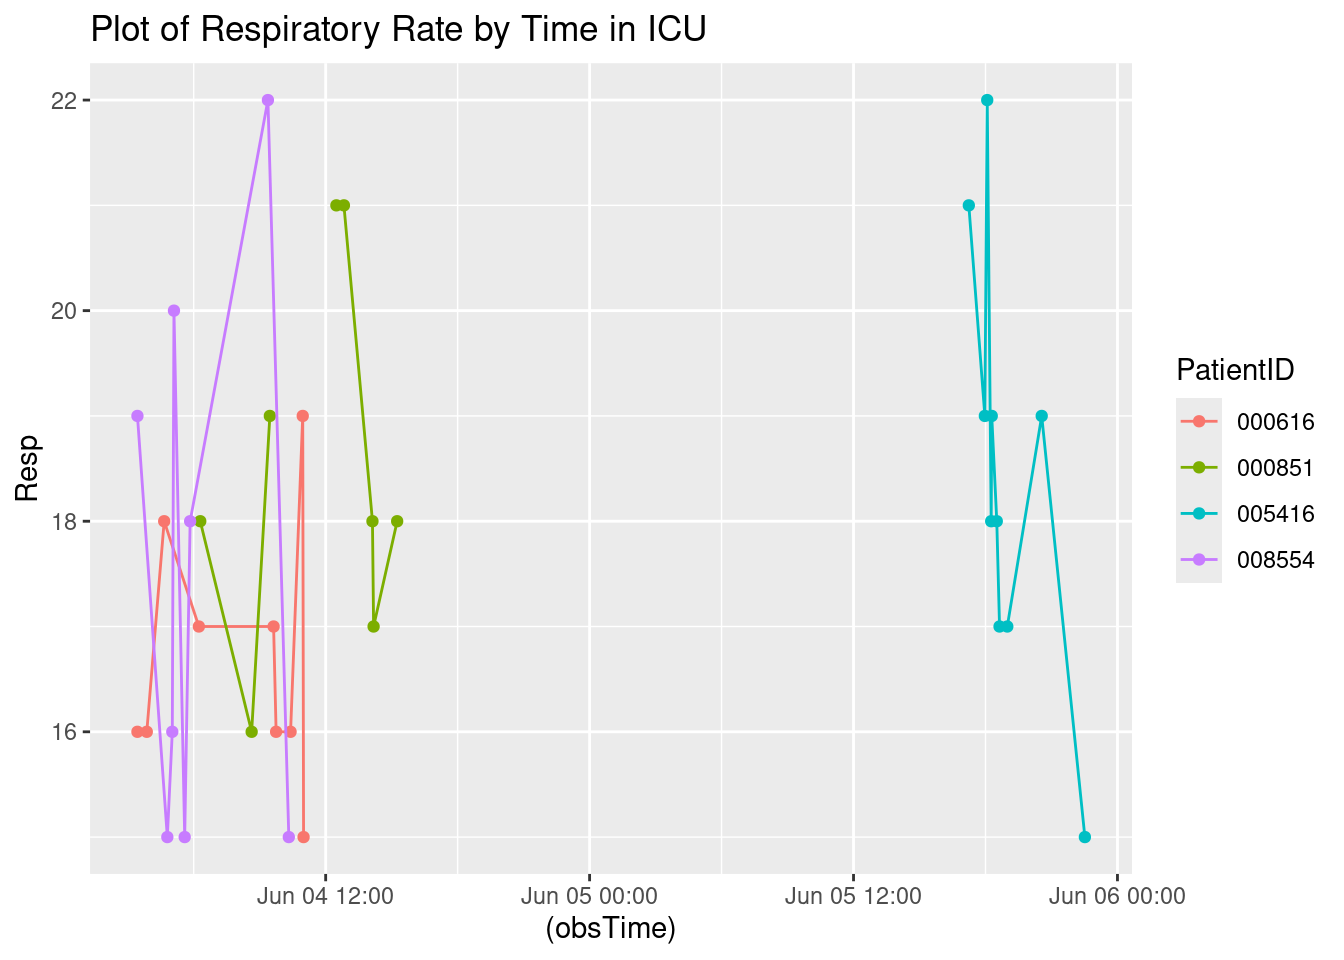 Plot of Respiratory Rate by Time in ICU
22
20
18
16
Resp
Jun 04 12:00
Jun 05 00:00
Jun 05 12:00
Jun 06 00:00
(obsTime)
PatientID
000616
000851
005416
008554